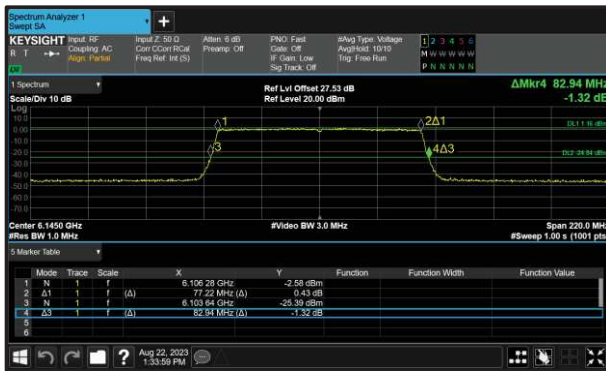 Spectrum Analyzer 1
Swept SA
KEYSIGHT
R T
Input: RF
Coupling: AC
Align: Partial
Input Z: 50 Ω
Corr CCorr RCal
Freq Ref: Int (S)
Atten: 6 dB
Preamp: Off
PNO: Fast
Gate: Off
IF Gain: Low
Sig Track: Off
#Avg Type: Voltage
Avg|Hold: 10/10
Trig: Free Run
1 2 3 4 5 6
M W W W W W
P N N N N N
1 Spectrum
Scale/Div 10 dB
Ref Lvl Offset 27.53 dB
Ref Level 20.00 dBm
ΔMkr4 82.94 MHz
-1.32 dB
Log
10.0
0.00
-10.0
-20.0
-30.0
-40.0
-50.0
-60.0
-70.0
1
2Δ1
3
4Δ3
DL1 1.16 dBm
DL2 -24.84 dBm
Center 6.1450 GHz
#Res BW 1.0 MHz
#Video BW 3.0 MHz
Span 220.0 MHz
#Sweep 1.00 s (1001 pts)
5 Marker Table
Mode Trace Scale X Y Function Function Width Function Value
1 N 1 f 6.106 28 GHz -2.58 dBm
2 Δ1 1 f (Δ) 77.22 MHz (Δ) 0.43 dB
3 N 1 f 6.103 64 GHz -25.39 dBm
4 Δ3 1 f (Δ) 82.94 MHz (Δ) -1.32 dB
5
6
?
Aug 22, 2023
1:33:59 PM